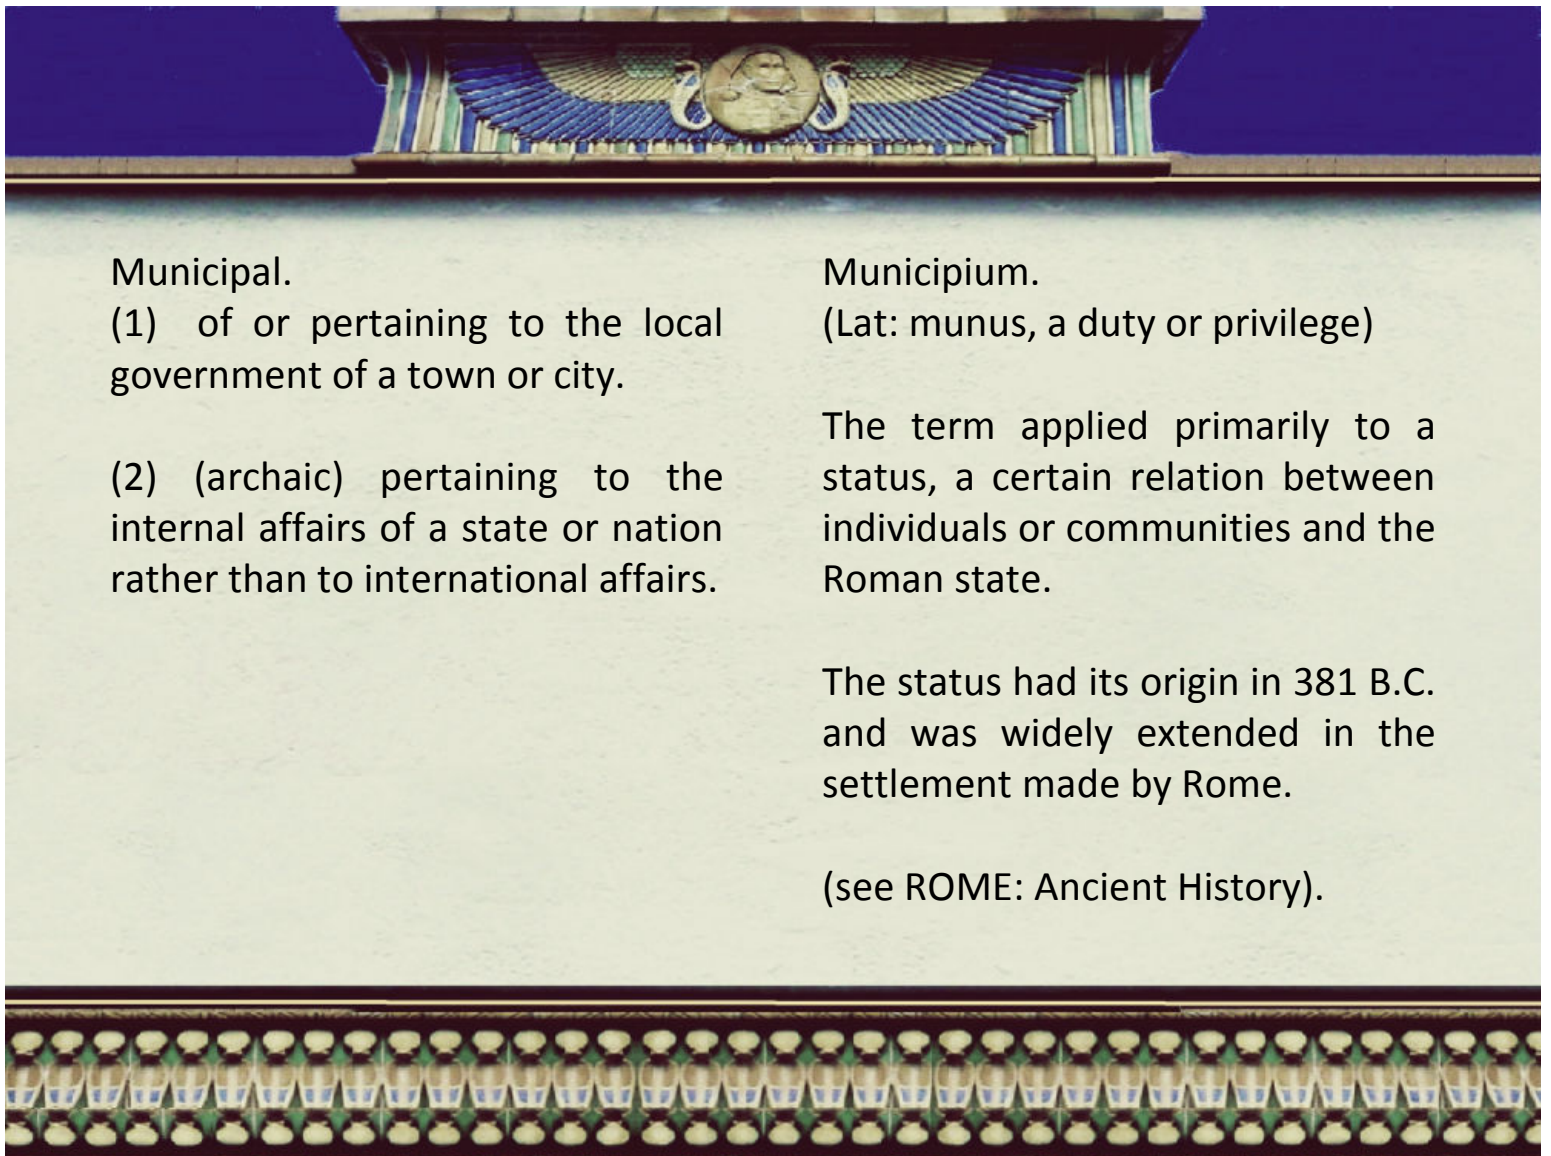 Municipal.
(1) of or pertaining to the local
government of a town or city.
(2) (archaic) pertaining to the
internal affairs of a state or nation
rather than to international affairs.
Municipium.
(Lat: munus, a duty or privilege)
The term applied primarily to a
status, a certain relation between
individuals or communities and the
Roman state.
The status had its origin in 381 B.C.
and was widely extended in the
settlement made by Rome.
(see ROME: Ancient History).